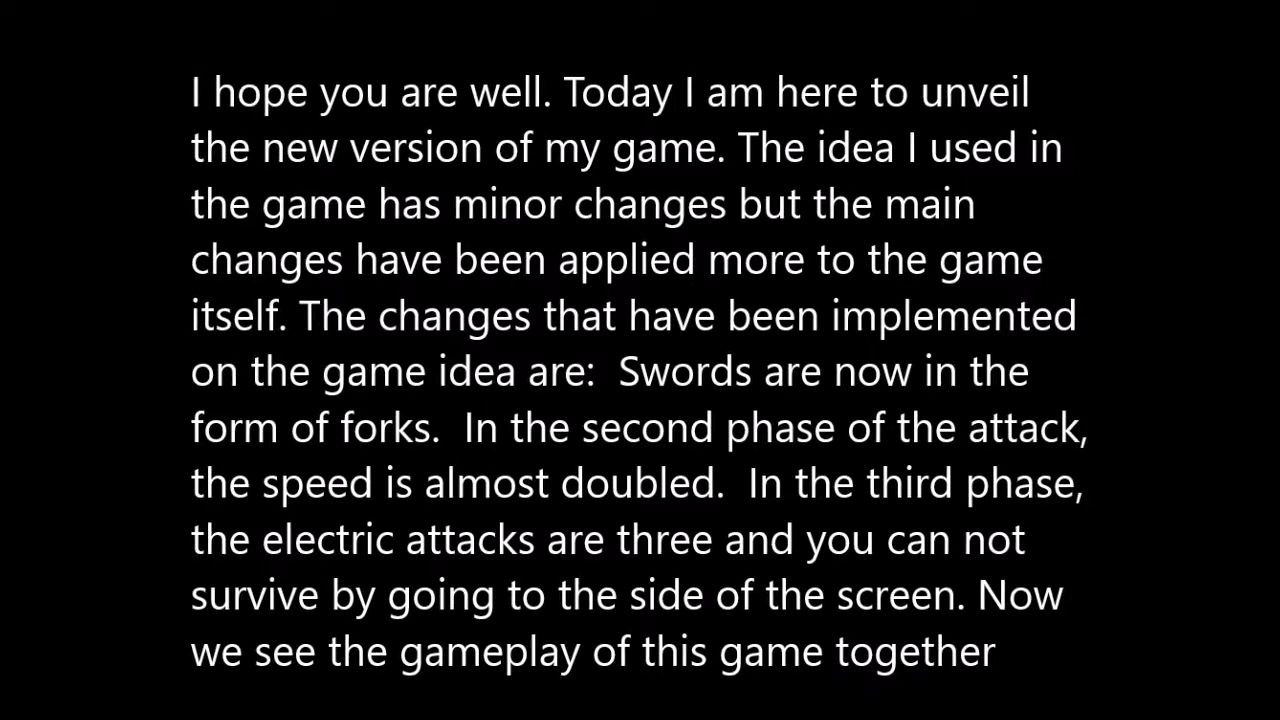 I hope you are well. Today I am here to unveil
the new version of my game. The idea I used in
the game has minor changes but the main
changes have been applied more to the game
itself. The changes that have been implemented
on the game idea are:  Swords are now in the
form of forks.  In the second phase of the attack,
the speed is almost doubled.  In the third phase,
the electric attacks are three and you can not
survive by going to the side of the screen. Now
we see the gameplay of this game together